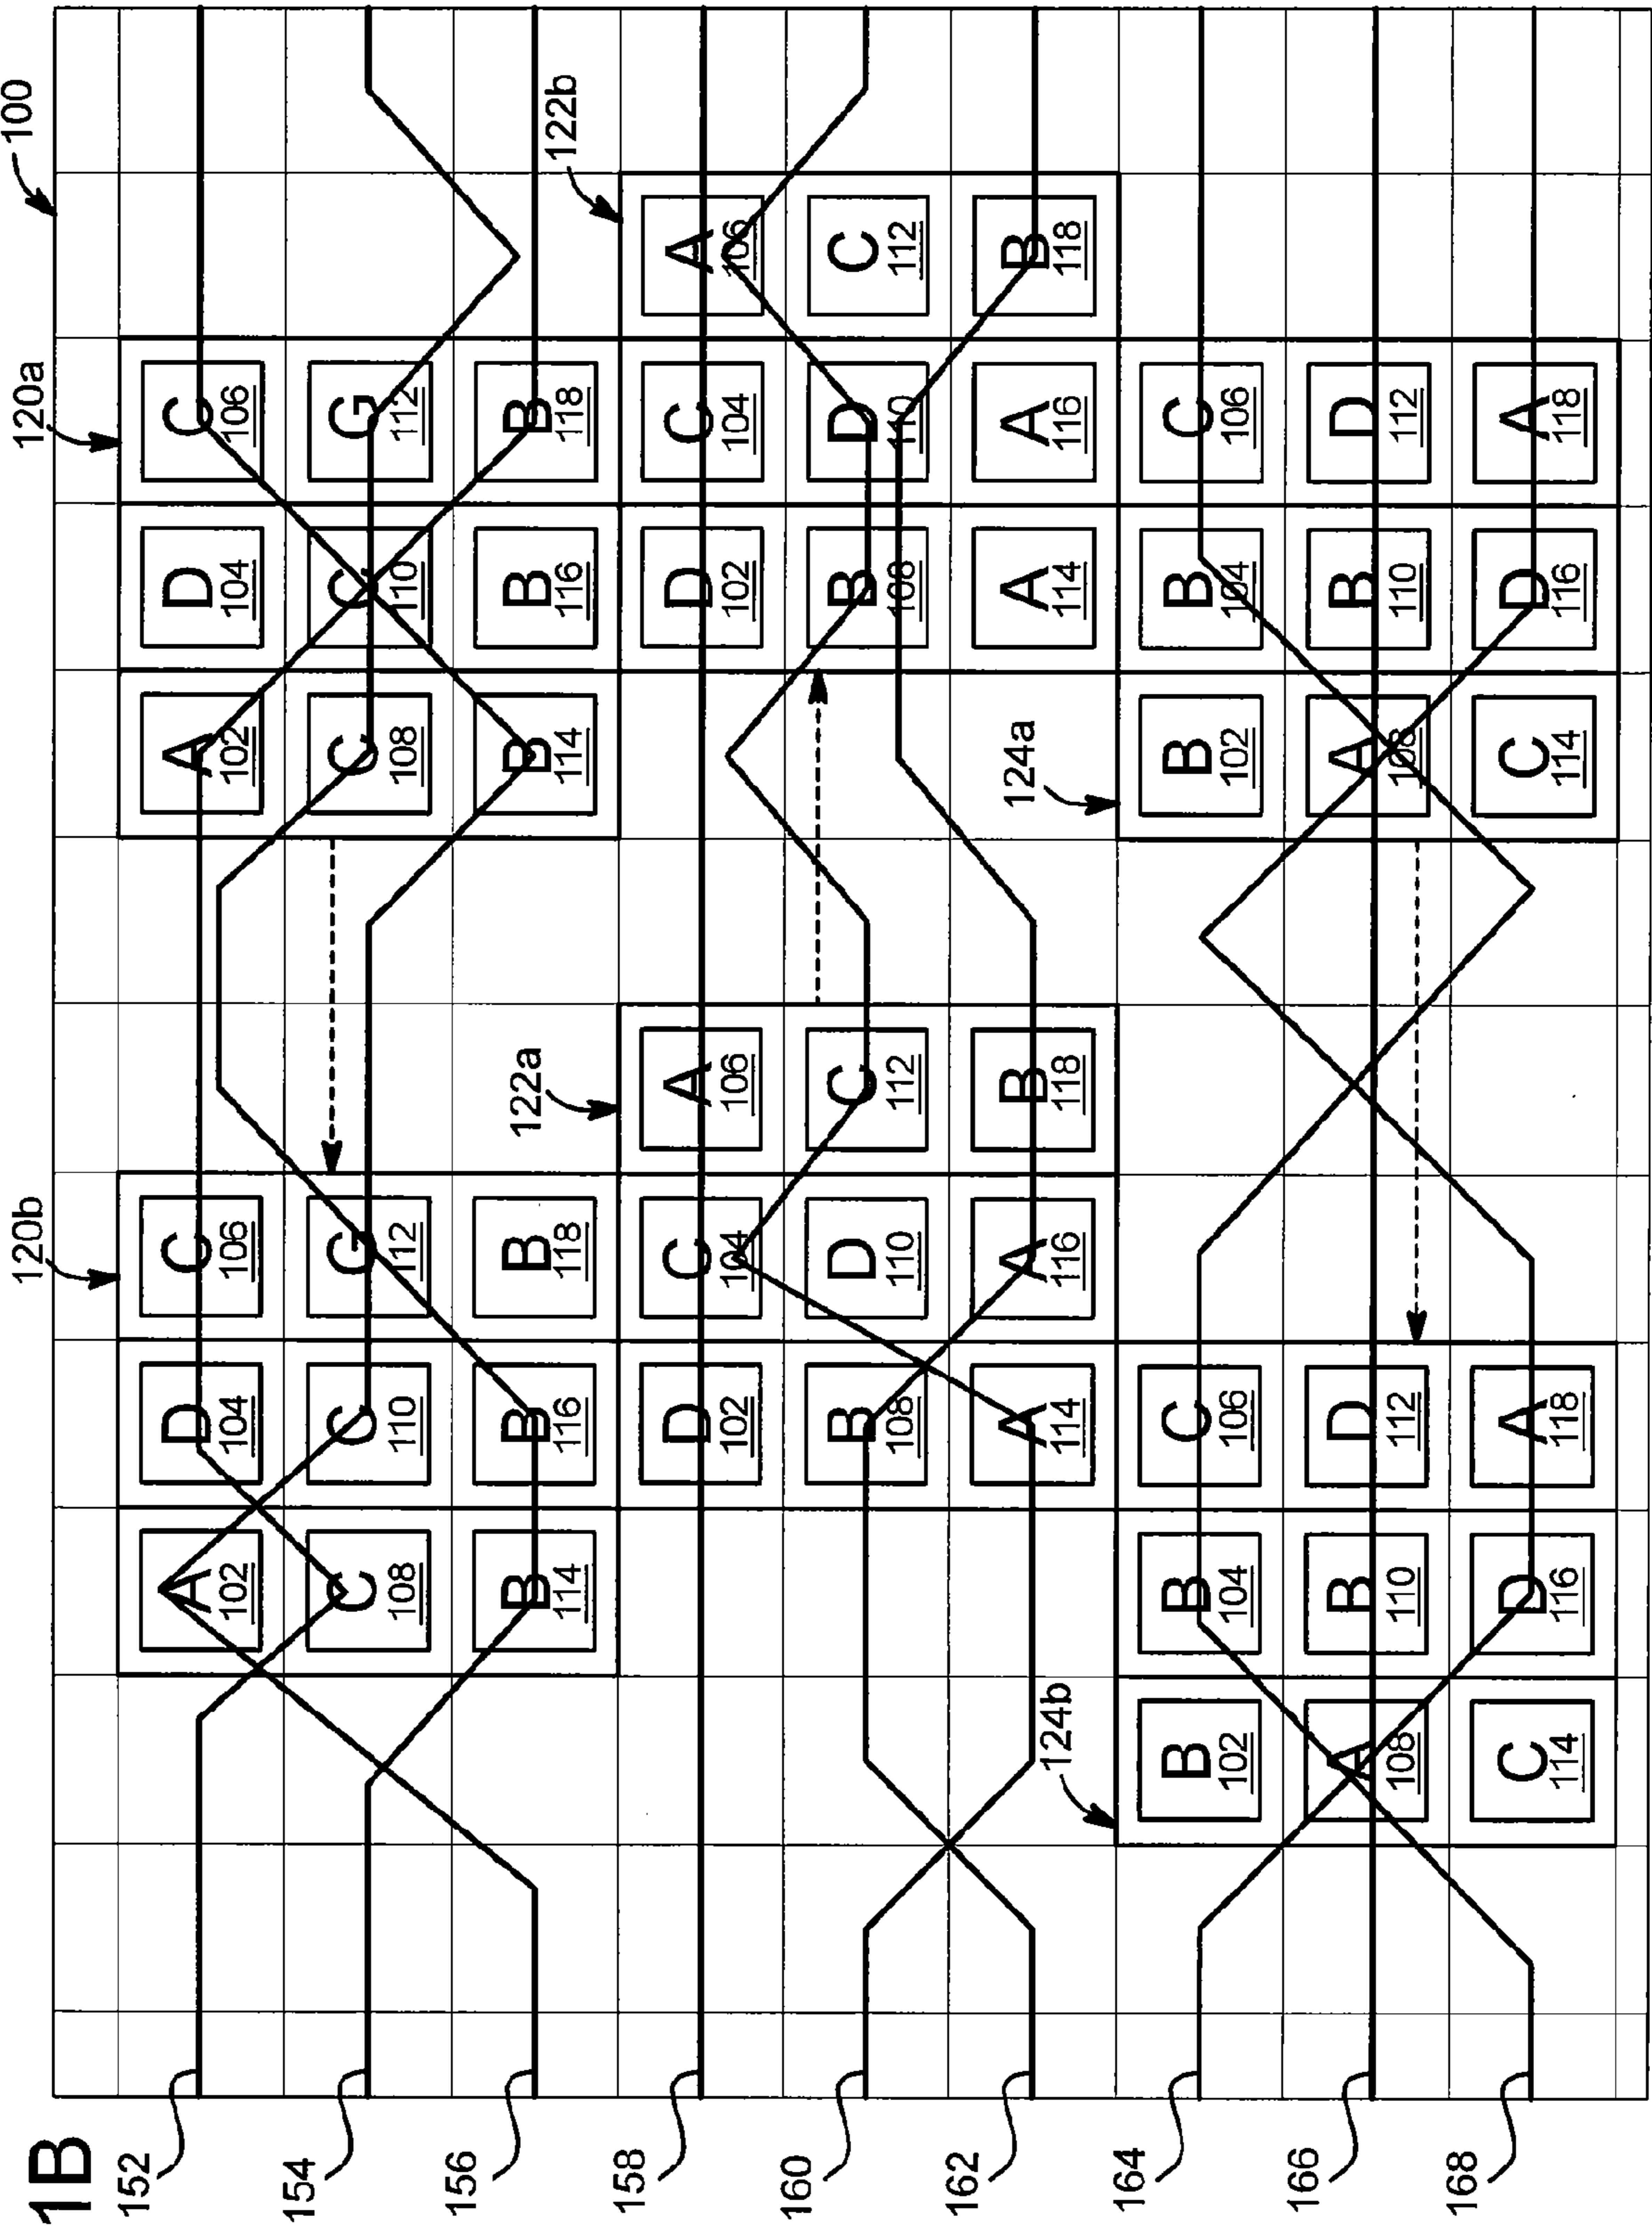 1B
100
120b
120a
152
A D C A D C
102 104 106 102 104 106
154
C C G C C G
108 110 112 108 110 112
156
B B B B B B
114 116 118 114 116 118
122a
122b
158
D C A D C A
102 104 106 102 104 106
160
B D C B D C
108 110 112 108 110 112
162
A A B A A B
114 116 118 114 116 118
124b
124a
164
B B C B B C
102 104 106 102 104 106
166
A B D A B D
108 110 112 108 110 112
168
C D A C D A
114 116 118 114 116 118